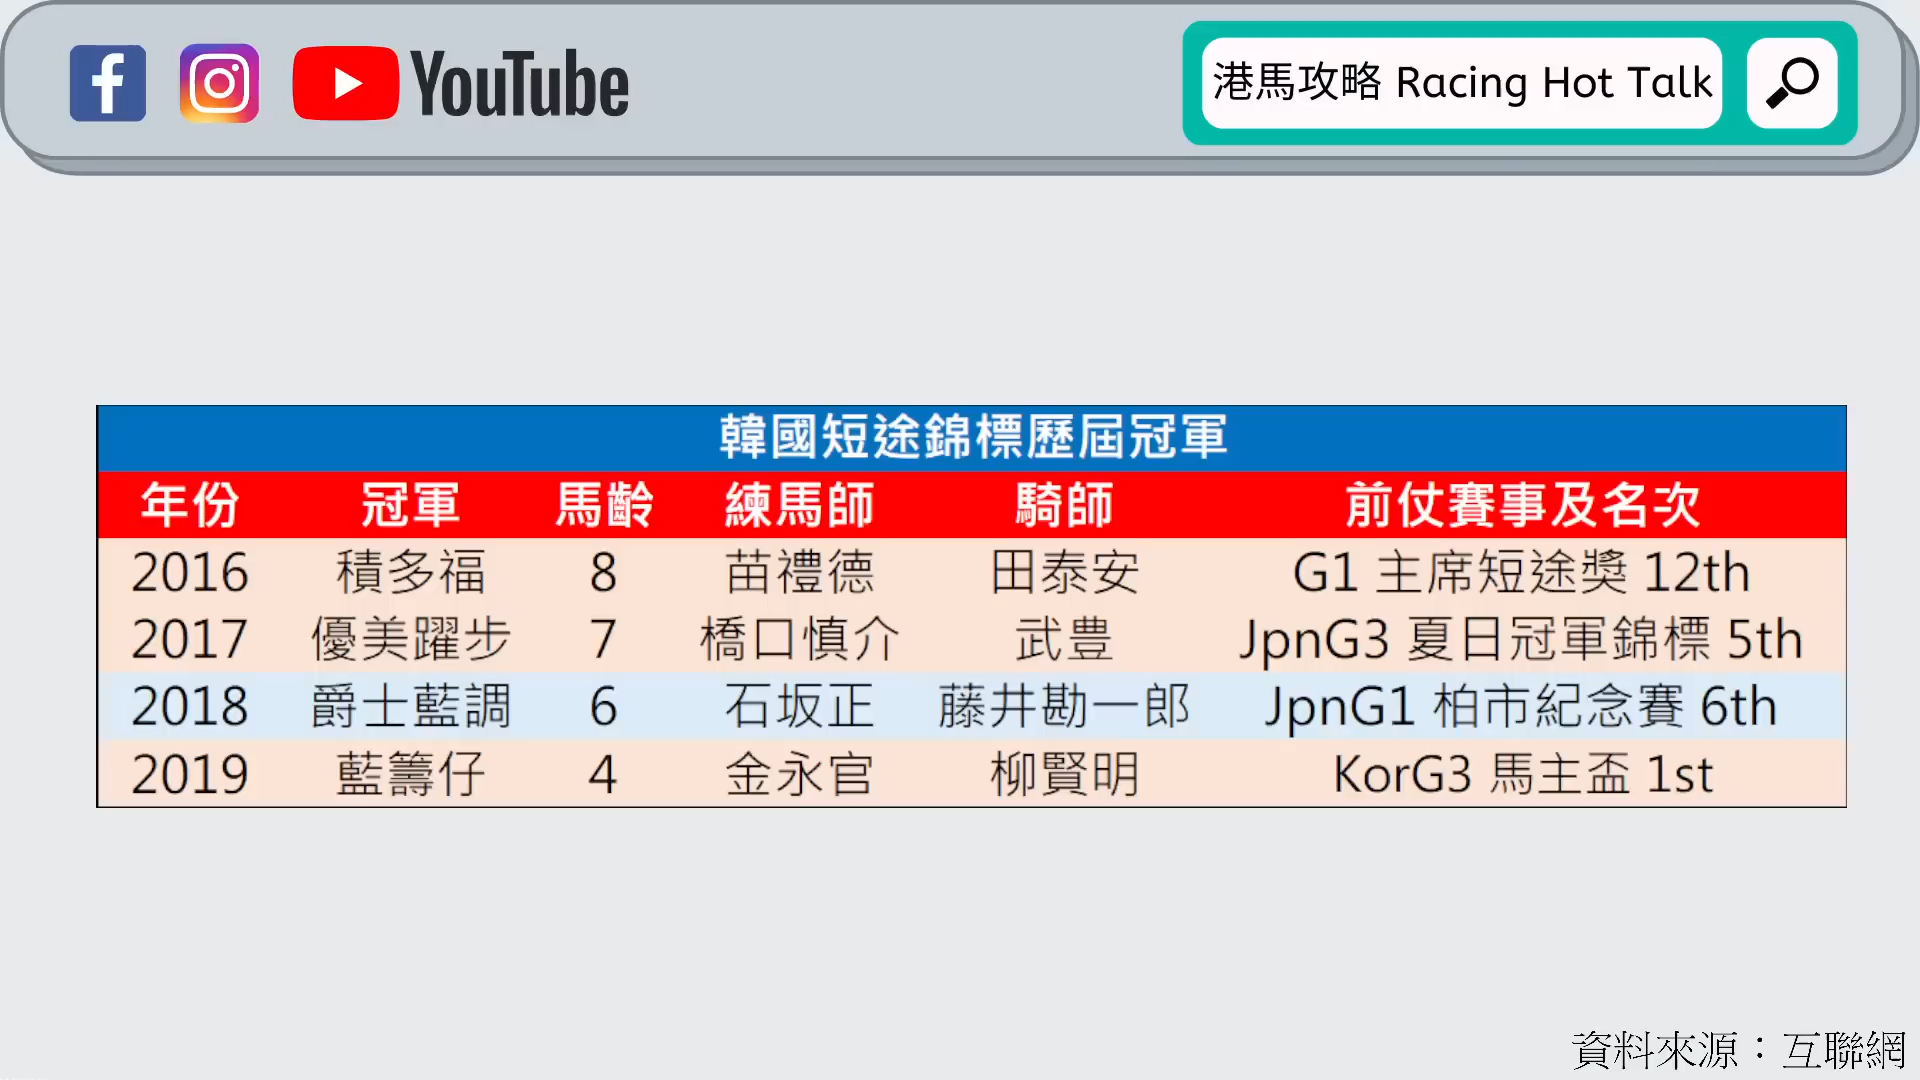 YouTube
港馬攻略 Racing Hot Talk
韓國短途錦標歷屆冠軍
年份 冠軍 馬齡 練馬師 騎師 前仗賽事及名次
2016 積多福 8 苗禮德 田泰安 G1 主席短途獎 12th
2017 優美躍步 7 橋口慎介 武豊 JpnG3 夏日冠軍錦標 5th
2018 爵士藍調 6 石坂正 藤井勘一郎 JpnG1 柏市紀念賽 6th
2019 藍籌仔 4 金永官 柳賢明 KorG3 馬主盃 1st
資料來源：互聯網